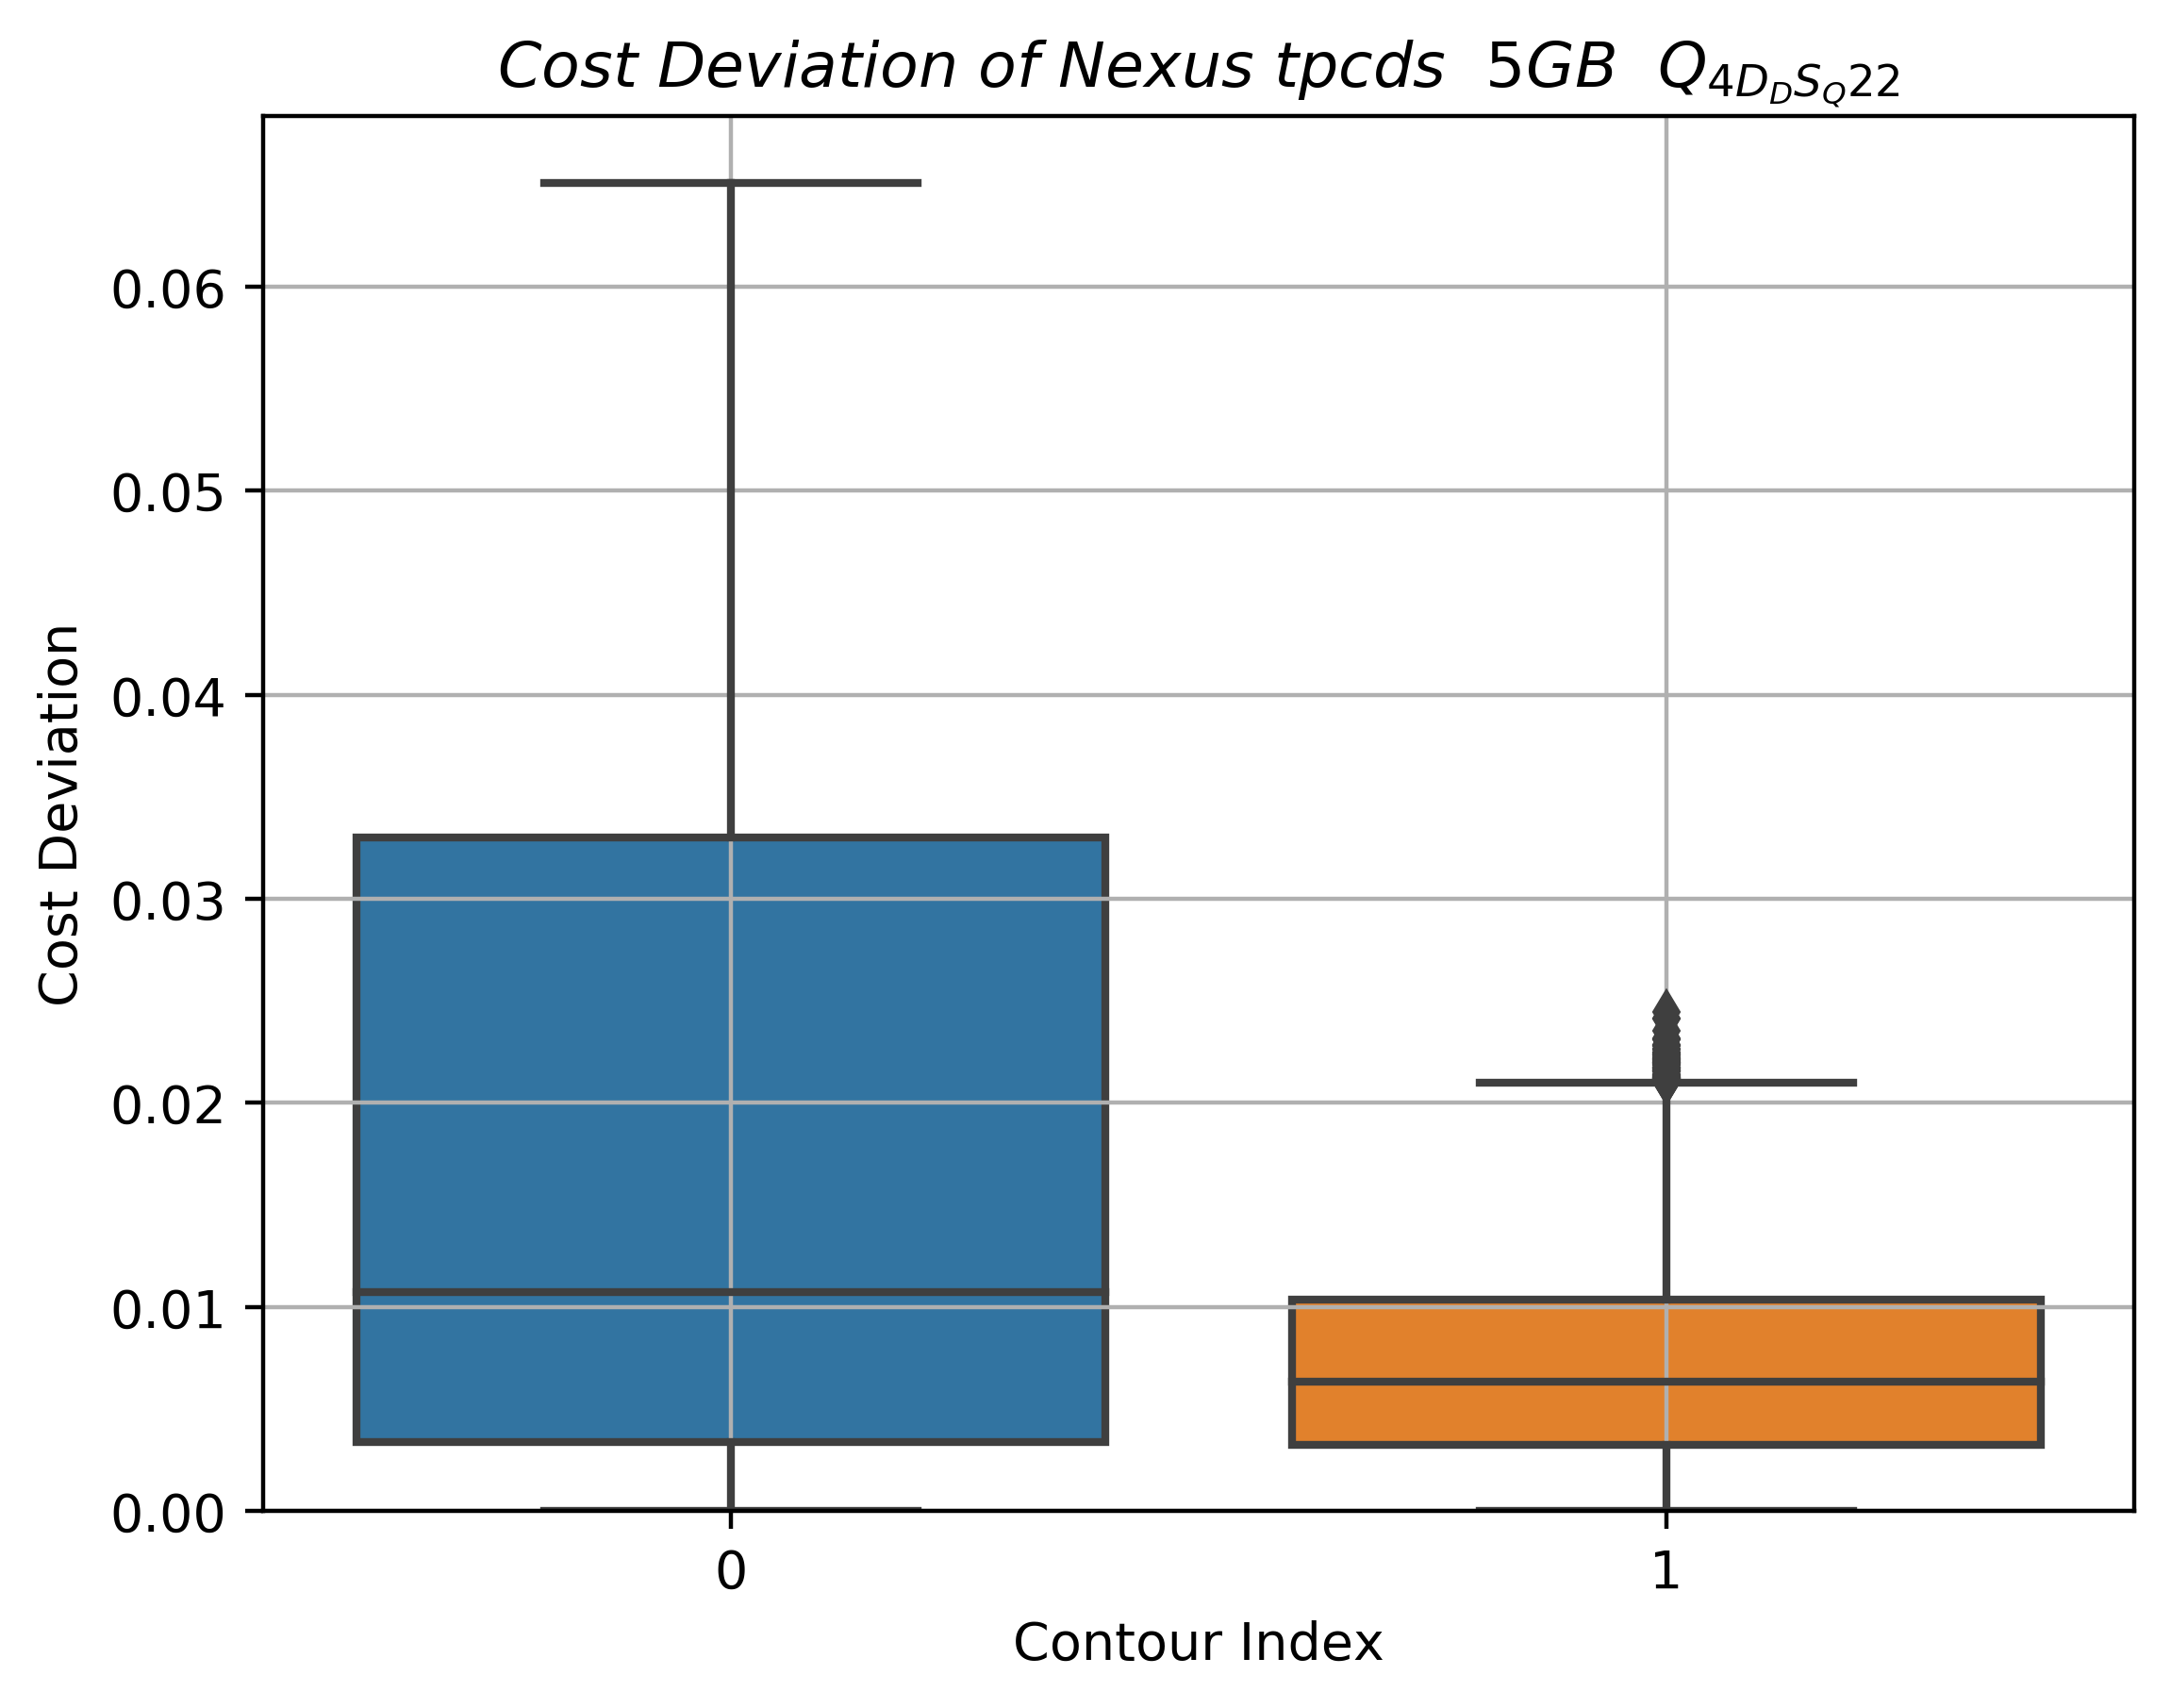 Cost Deviation of Nexus tpcds 5GB Q4DDSQ22
0.06
0.05
0.04
0.03
0.02
0.01
0.00
Cost Deviation
0 1
Contour Index